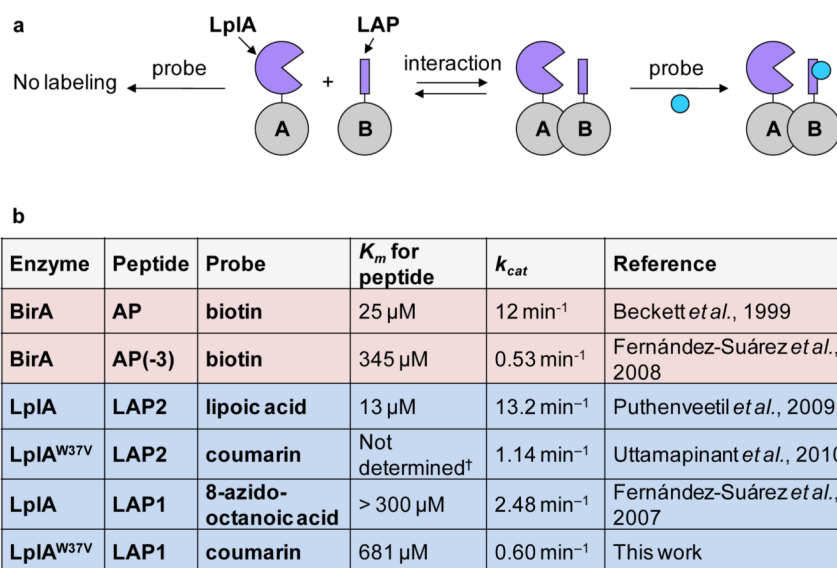 a
LplA
LAP
No labeling
probe
+
interaction
probe
A
B
A B
A B
b
Enzyme Peptide Probe Km for peptide kcat Reference
BirA AP biotin 25 µM 12 min-1 Beckett et al., 1999
BirA AP(-3) biotin 345 µM 0.53 min-1 Fernández-Suárez et al., 2008
LplA LAP2 lipoic acid 13 µM 13.2 min–1 Puthenveetil et al., 2009
LplAW37V LAP2 coumarin Not determined† 1.14 min–1 Uttamapinant et al., 2010
LplA LAP1 8-azido-octanoic acid > 300 µM 2.48 min–1 Fernández-Suárez et al., 2007
LplAW37V LAP1 coumarin 681 µM 0.60 min–1 This work